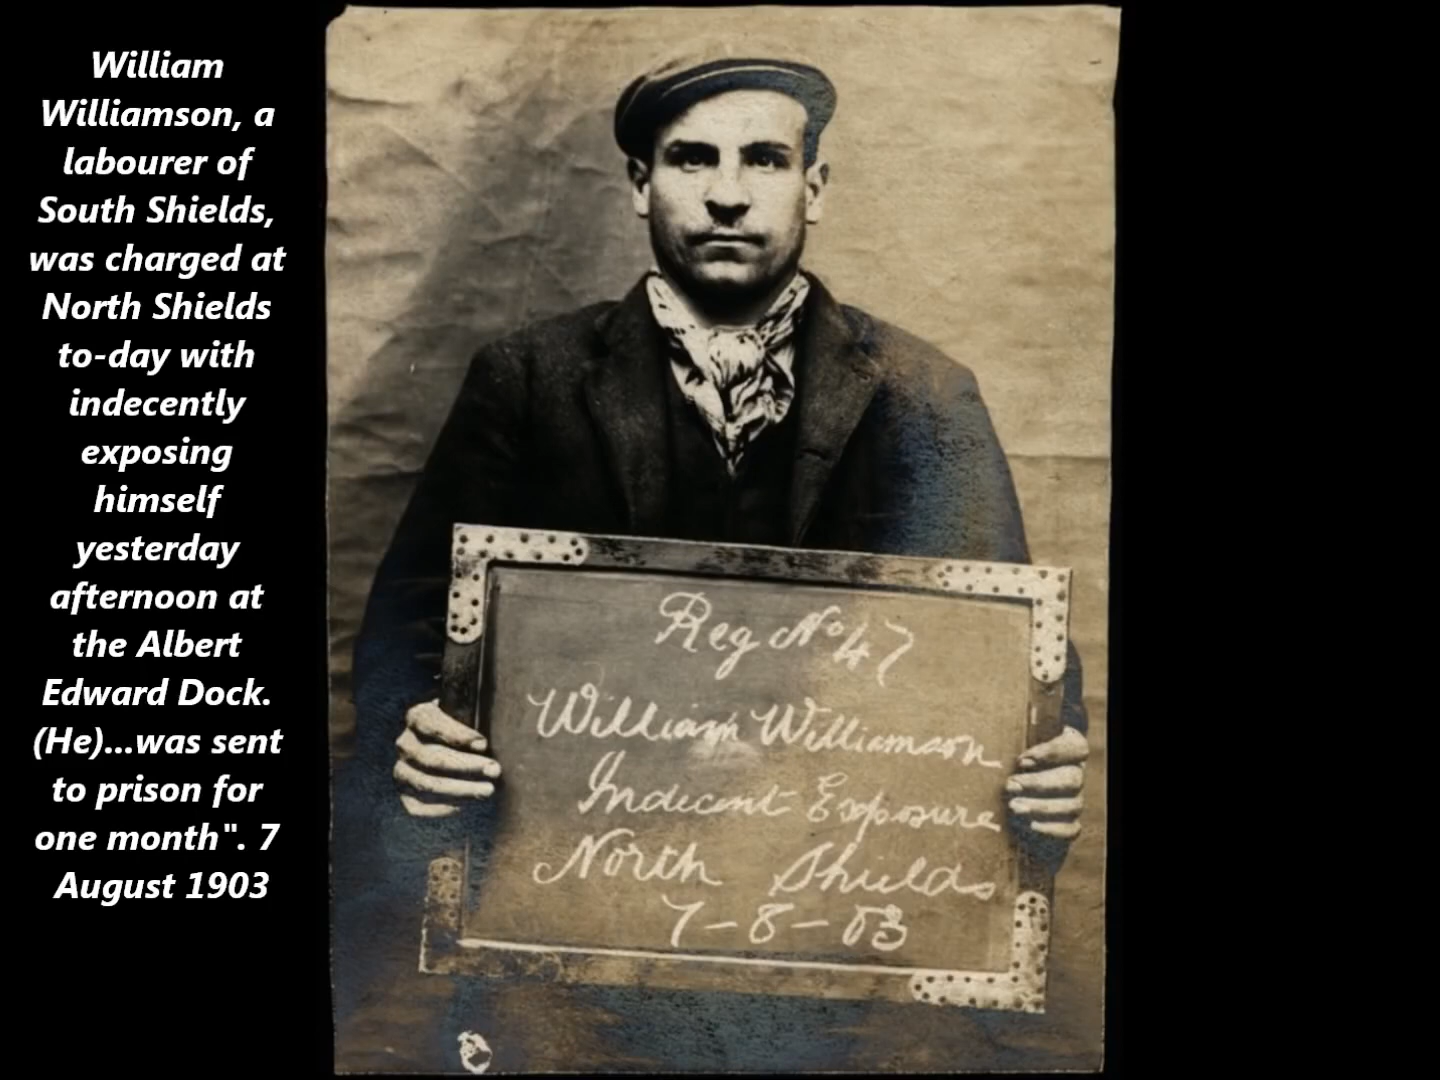 William
Williamson, a
labourer of
South Shields,
was charged at
North Shields
to-day with
indecently
exposing
himself
yesterday
afternoon at
the Albert
Edward Dock.
(He)...was sent
to prison for
one month". 7
August 1903
Reg No 47
William Williamson
Indecent Exposure
North Shields
7-8-03